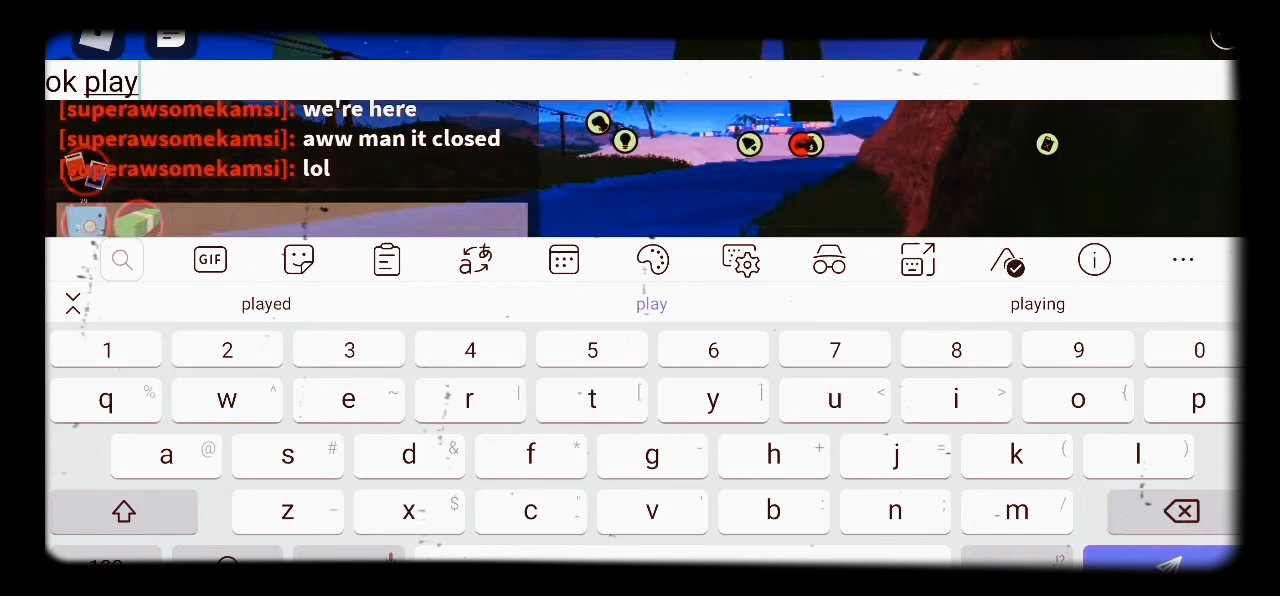 ok play
[superawsomekamsi]: we're here
[superawsomekamsi]: aww man it closed
[superawsomekamsi]: lol
29
GIF
played play playing
1 2 3 4 5 6 7 8 9 0
q % w ^ e ~ r | t [ y ] u < i > o { p
a @ s # d & f * g - h + j = k ( l )
z _ x $ c " v ' b : n ; m /
!?